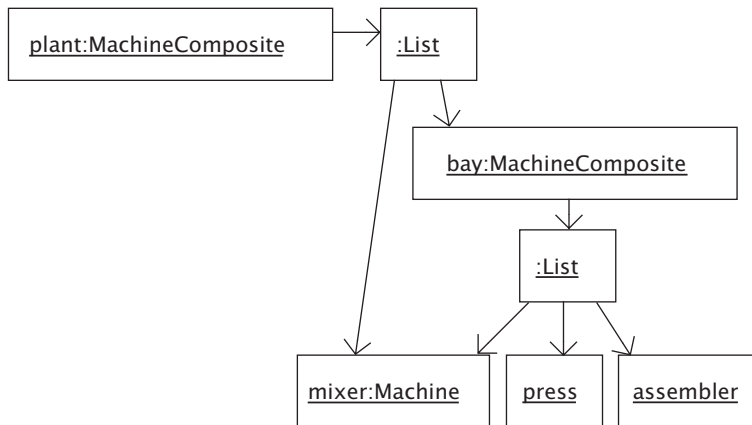 plant:MachineComposite
:List
bay:MachineComposite
:List
mixer:Machine
press
assembler